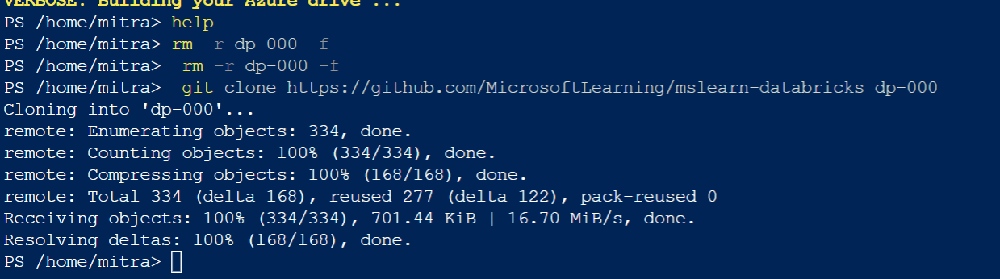 VERBOSE: Building your Azure drive ...
PS /home/mitra> help
PS /home/mitra> rm -r dp-000 -f
PS /home/mitra>  rm -r dp-000 -f
PS /home/mitra>  git clone https://github.com/MicrosoftLearning/mslearn-databricks dp-000
Cloning into 'dp-000'...
remote: Enumerating objects: 334, done.
remote: Counting objects: 100% (334/334), done.
remote: Compressing objects: 100% (168/168), done.
remote: Total 334 (delta 168), reused 277 (delta 122), pack-reused 0
Receiving objects: 100% (334/334), 701.44 KiB | 16.70 MiB/s, done.
Resolving deltas: 100% (168/168), done.
PS /home/mitra>